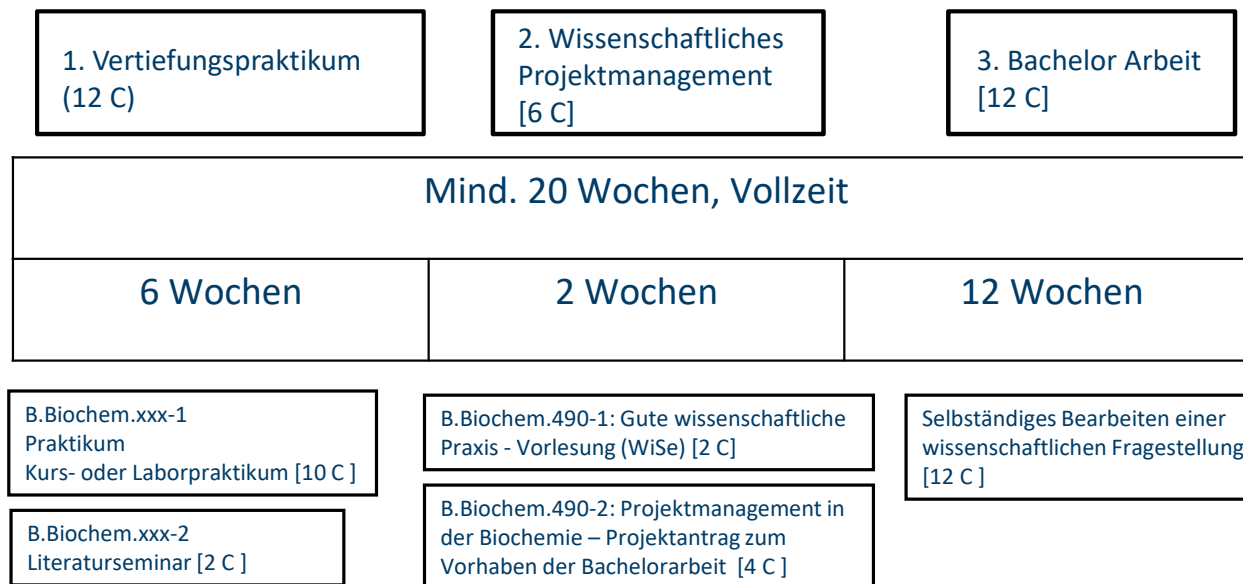 1. Vertiefungspraktikum
(12 C)
2. Wissenschaftliches
Projektmanagement
[6 C]
3. Bachelor Arbeit
[12 C]
Mind. 20 Wochen, Vollzeit
6 Wochen
2 Wochen
12 Wochen
B.Biochem.xxx-1
Praktikum
Kurs- oder Laborpraktikum [10 C ]
B.Biochem.xxx-2
Literaturseminar [2 C ]
B.Biochem.490-1: Gute wissenschaftliche
Praxis - Vorlesung (WiSe) [2 C]
B.Biochem.490-2: Projektmanagement in
der Biochemie – Projektantrag zum
Vorhaben der Bachelorarbeit  [4 C ]
Selbständiges Bearbeiten einer
wissenschaftlichen Fragestellung
[12 C ]